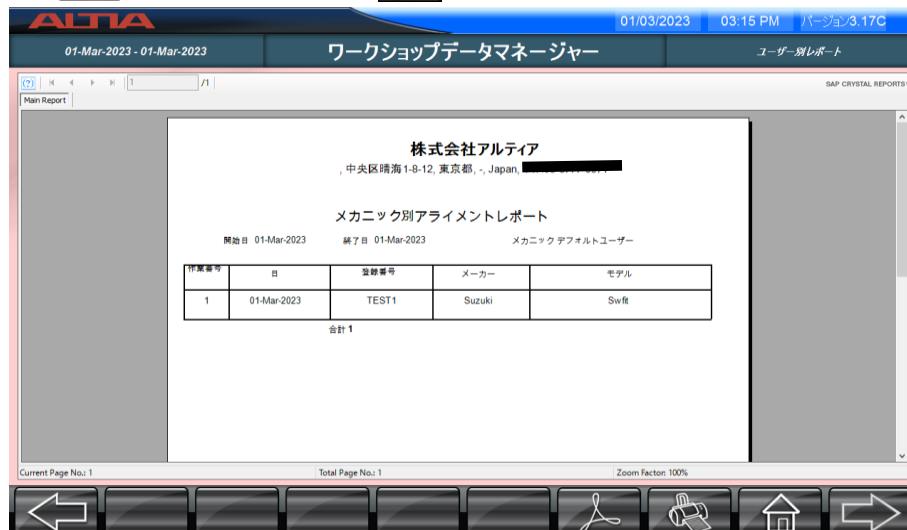 ALTIA
01/03/2023 03:15 PM バージョン3.17C
01-Mar-2023 - 01-Mar-2023 ワークショップデータマネージャー ユーザー別レポート
(?) 1 /1 SAP CRYSTAL REPORTS
Main Report
株式会社アルティア
, 中央区晴海1-8-12, 東京都, -, Japan,
メカニック別アライメントレポート
開始日 01-Mar-2023 終了日 01-Mar-2023 メカニック デフォルトユーザー
作業番号 日 登録番号 メーカー モデル
1 01-Mar-2023 TEST1 Suzuki Swfit
合計 1
Current Page No.: 1 Total Page No.: 1 Zoom Factor: 100%